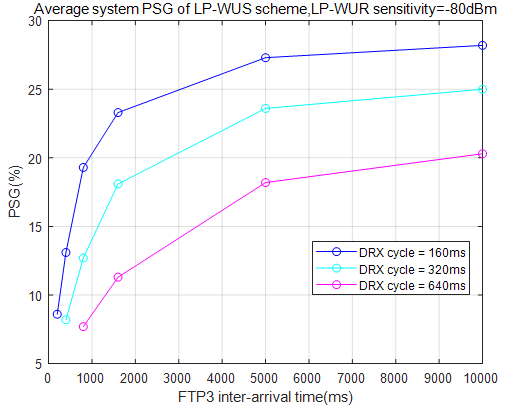 Average system PSG of LP-WUS scheme,LP-WUR sensitivity=-80dBm
30
25
20
15
10
5
PSG(%)
DRX cycle = 160ms
DRX cycle = 320ms
DRX cycle = 640ms
0 1000 2000 3000 4000 5000 6000 7000 8000 9000 10000
FTP3 inter-arrival time(ms)